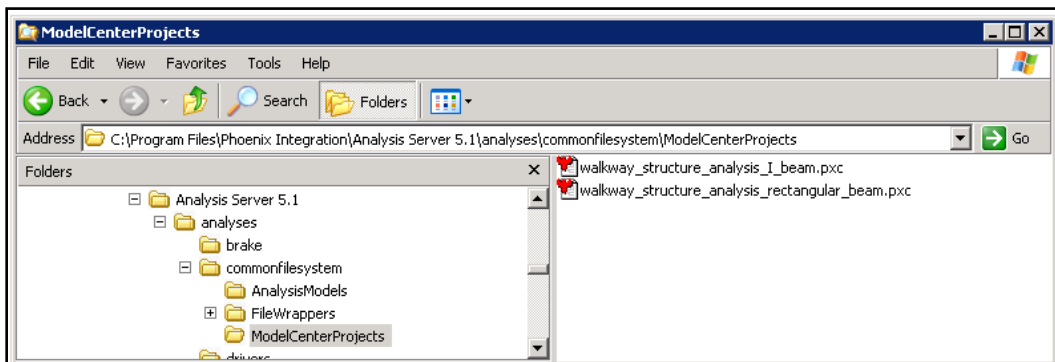 ModelCenterProjects
File Edit View Favorites Tools Help
Back Search Folders
Address C:\Program Files\Phoenix Integration\Analysis Server 5.1\analyses\commonfilesystem\ModelCenterProjects Go
Folders
Analysis Server 5.1
analyses
brake
commonfilesystem
AnalysisModels
FileWrappers
ModelCenterProjects
drivers
walkway_structure_analysis_I_beam.pxc
walkway_structure_analysis_rectangular_beam.pxc